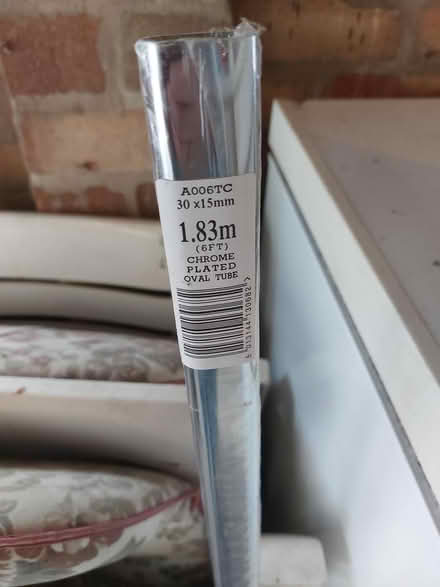 A006TC
30 x15mm
1.83m
(6FT)
CHROME
PLATED
OVAL TUBE